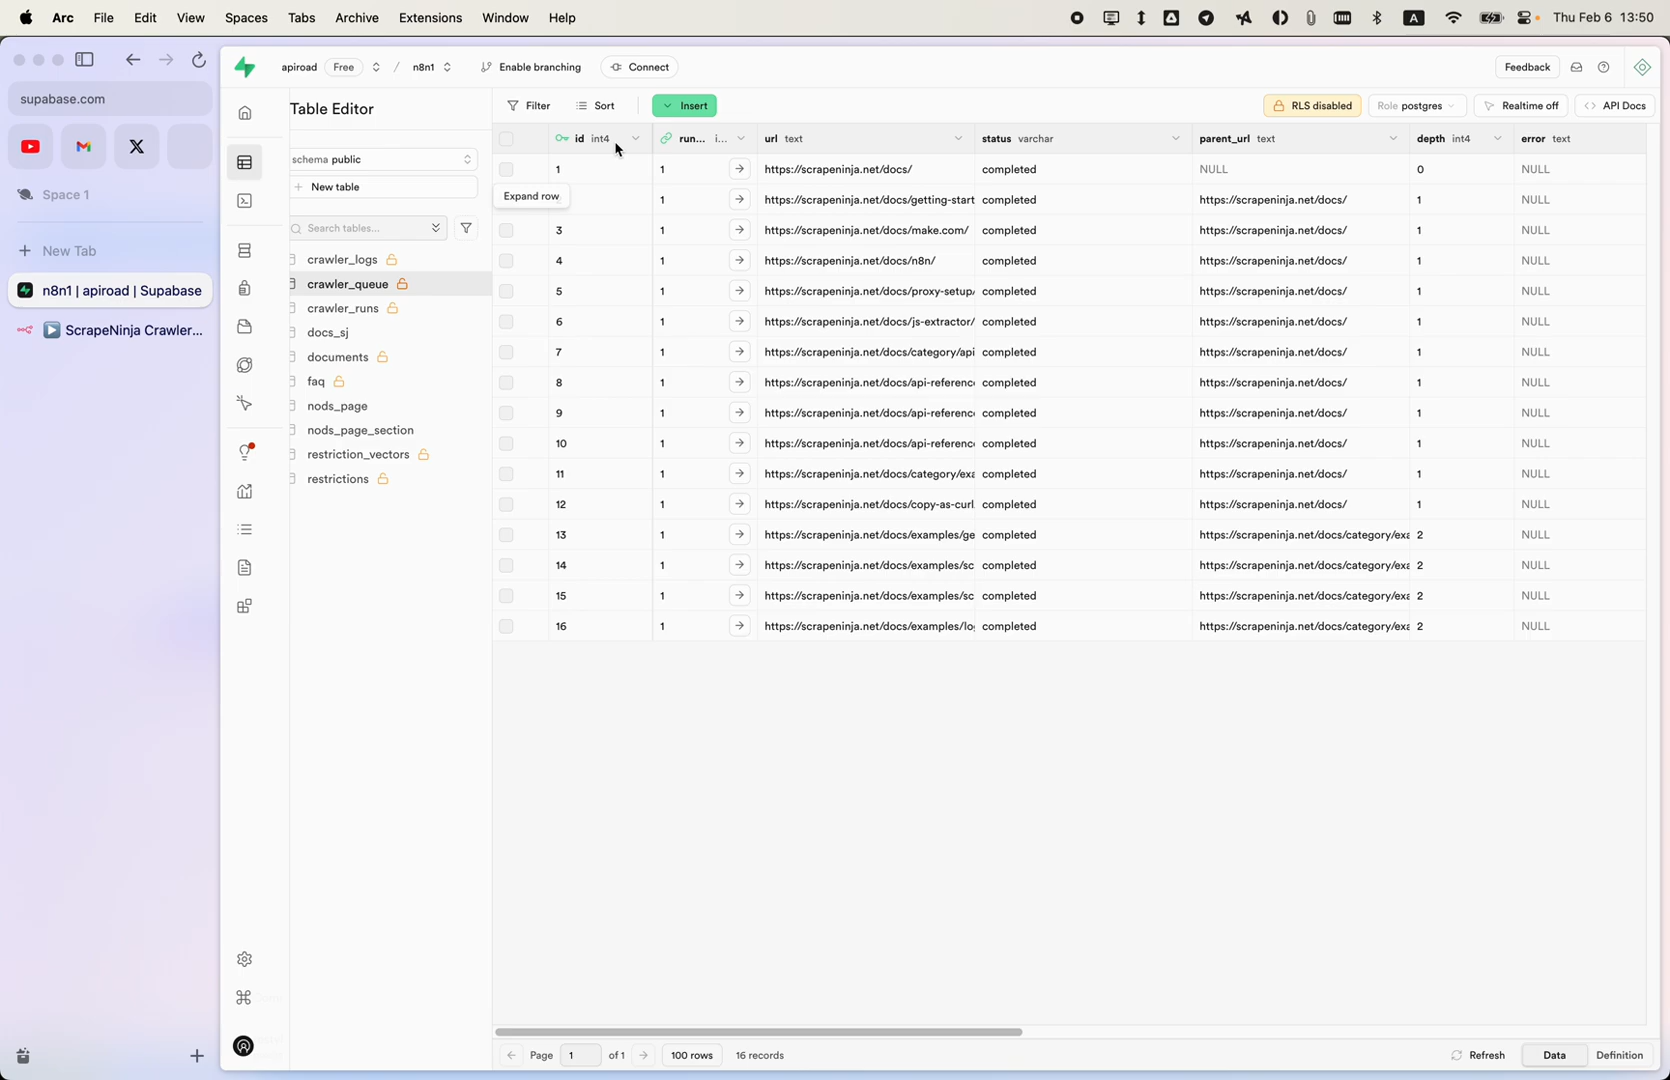 Arc File Edit View Spaces Tabs Archive Extensions Window Help A Thu Feb 6 13:50
supabase.com
Space 1
New Tab
n8n1 | apiroad | Supabase
ScrapeNinja Crawler...
apiroad Free / n8n1 Enable branching Connect Feedback
Table Editor
schema public
New table
Search tables...
crawler_logs
crawler_queue
crawler_runs
docs_sj
documents
faq
nods_page
nods_page_section
restriction_vectors
restrictions
Filter Sort Insert RLS disabled Role postgres Realtime off API Docs
id int4 run... i... url text status varchar parent_url text depth int4 error text
1 1 https://scrapeninja.net/docs/ completed NULL 0 NULL
Expand row
1 https://scrapeninja.net/docs/getting-start completed https://scrapeninja.net/docs/ 1 NULL
3 1 https://scrapeninja.net/docs/make.com/ completed https://scrapeninja.net/docs/ 1 NULL
4 1 https://scrapeninja.net/docs/n8n/ completed https://scrapeninja.net/docs/ 1 NULL
5 1 https://scrapeninja.net/docs/proxy-setup/ completed https://scrapeninja.net/docs/ 1 NULL
6 1 https://scrapeninja.net/docs/js-extractor/ completed https://scrapeninja.net/docs/ 1 NULL
7 1 https://scrapeninja.net/docs/category/api completed https://scrapeninja.net/docs/ 1 NULL
8 1 https://scrapeninja.net/docs/api-referenc completed https://scrapeninja.net/docs/ 1 NULL
9 1 https://scrapeninja.net/docs/api-referenc completed https://scrapeninja.net/docs/ 1 NULL
10 1 https://scrapeninja.net/docs/api-referenc completed https://scrapeninja.net/docs/ 1 NULL
11 1 https://scrapeninja.net/docs/category/exa completed https://scrapeninja.net/docs/ 1 NULL
12 1 https://scrapeninja.net/docs/copy-as-curl completed https://scrapeninja.net/docs/ 1 NULL
13 1 https://scrapeninja.net/docs/examples/ge completed https://scrapeninja.net/docs/category/exa 2 NULL
14 1 https://scrapeninja.net/docs/examples/sc completed https://scrapeninja.net/docs/category/exa 2 NULL
15 1 https://scrapeninja.net/docs/examples/sc completed https://scrapeninja.net/docs/category/exa 2 NULL
16 1 https://scrapeninja.net/docs/examples/lo completed https://scrapeninja.net/docs/category/exa 2 NULL
Page 1 of 1 100 rows 16 records Refresh Data Definition